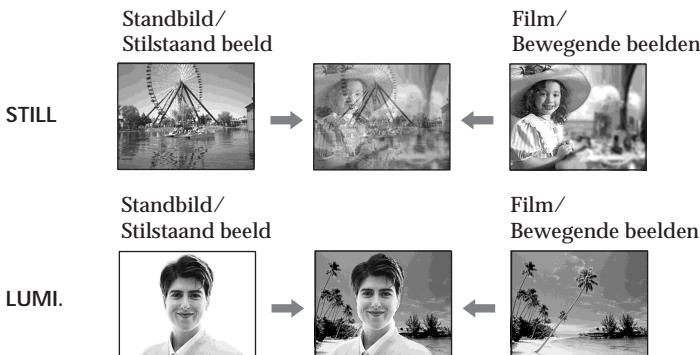 Standbild/
Stilstaand beeld
Film/
Bewegende beelden
STILL
Standbild/
Stilstaand beeld
Film/
Bewegende beelden
LUMI.